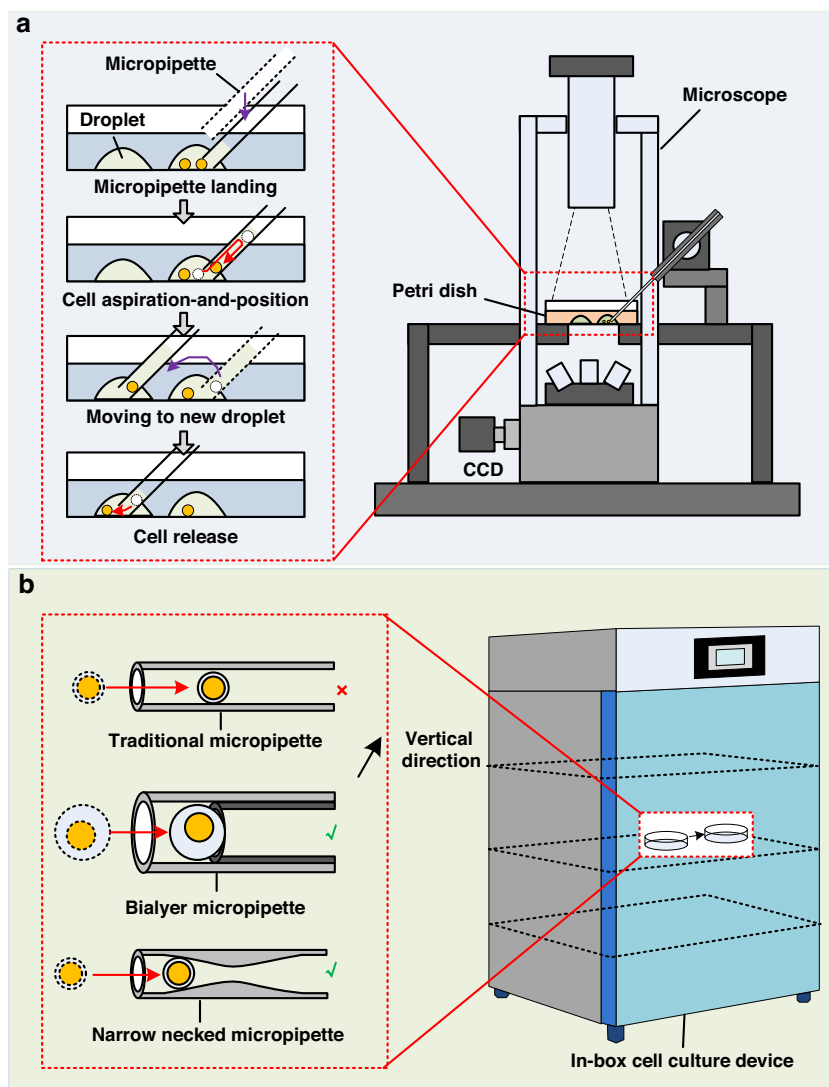 a
Micropipette
Droplet
Micropipette landing
Cell aspiration-and-position
Moving to new droplet
Cell release
Microscope
Petri dish
CCD
b
Traditional micropipette
Vertical
direction
Bialyer micropipette
Narrow necked micropipette
In-box cell culture device